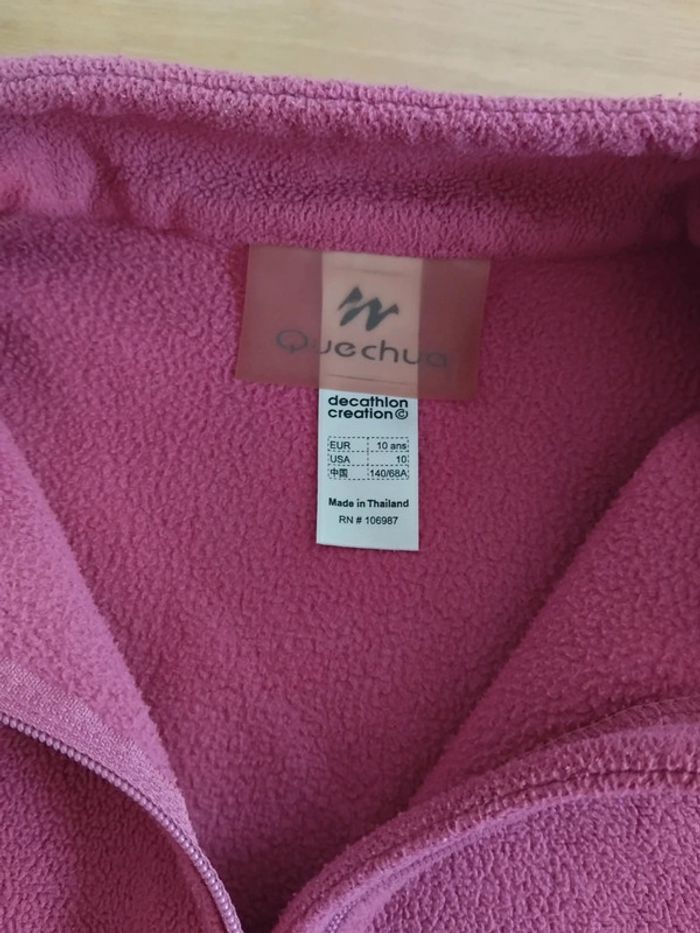 Quechua
decathlon
creation©
EUR 10 ans
USA 10
中国 140/68A
Made in Thailand
RN # 106987